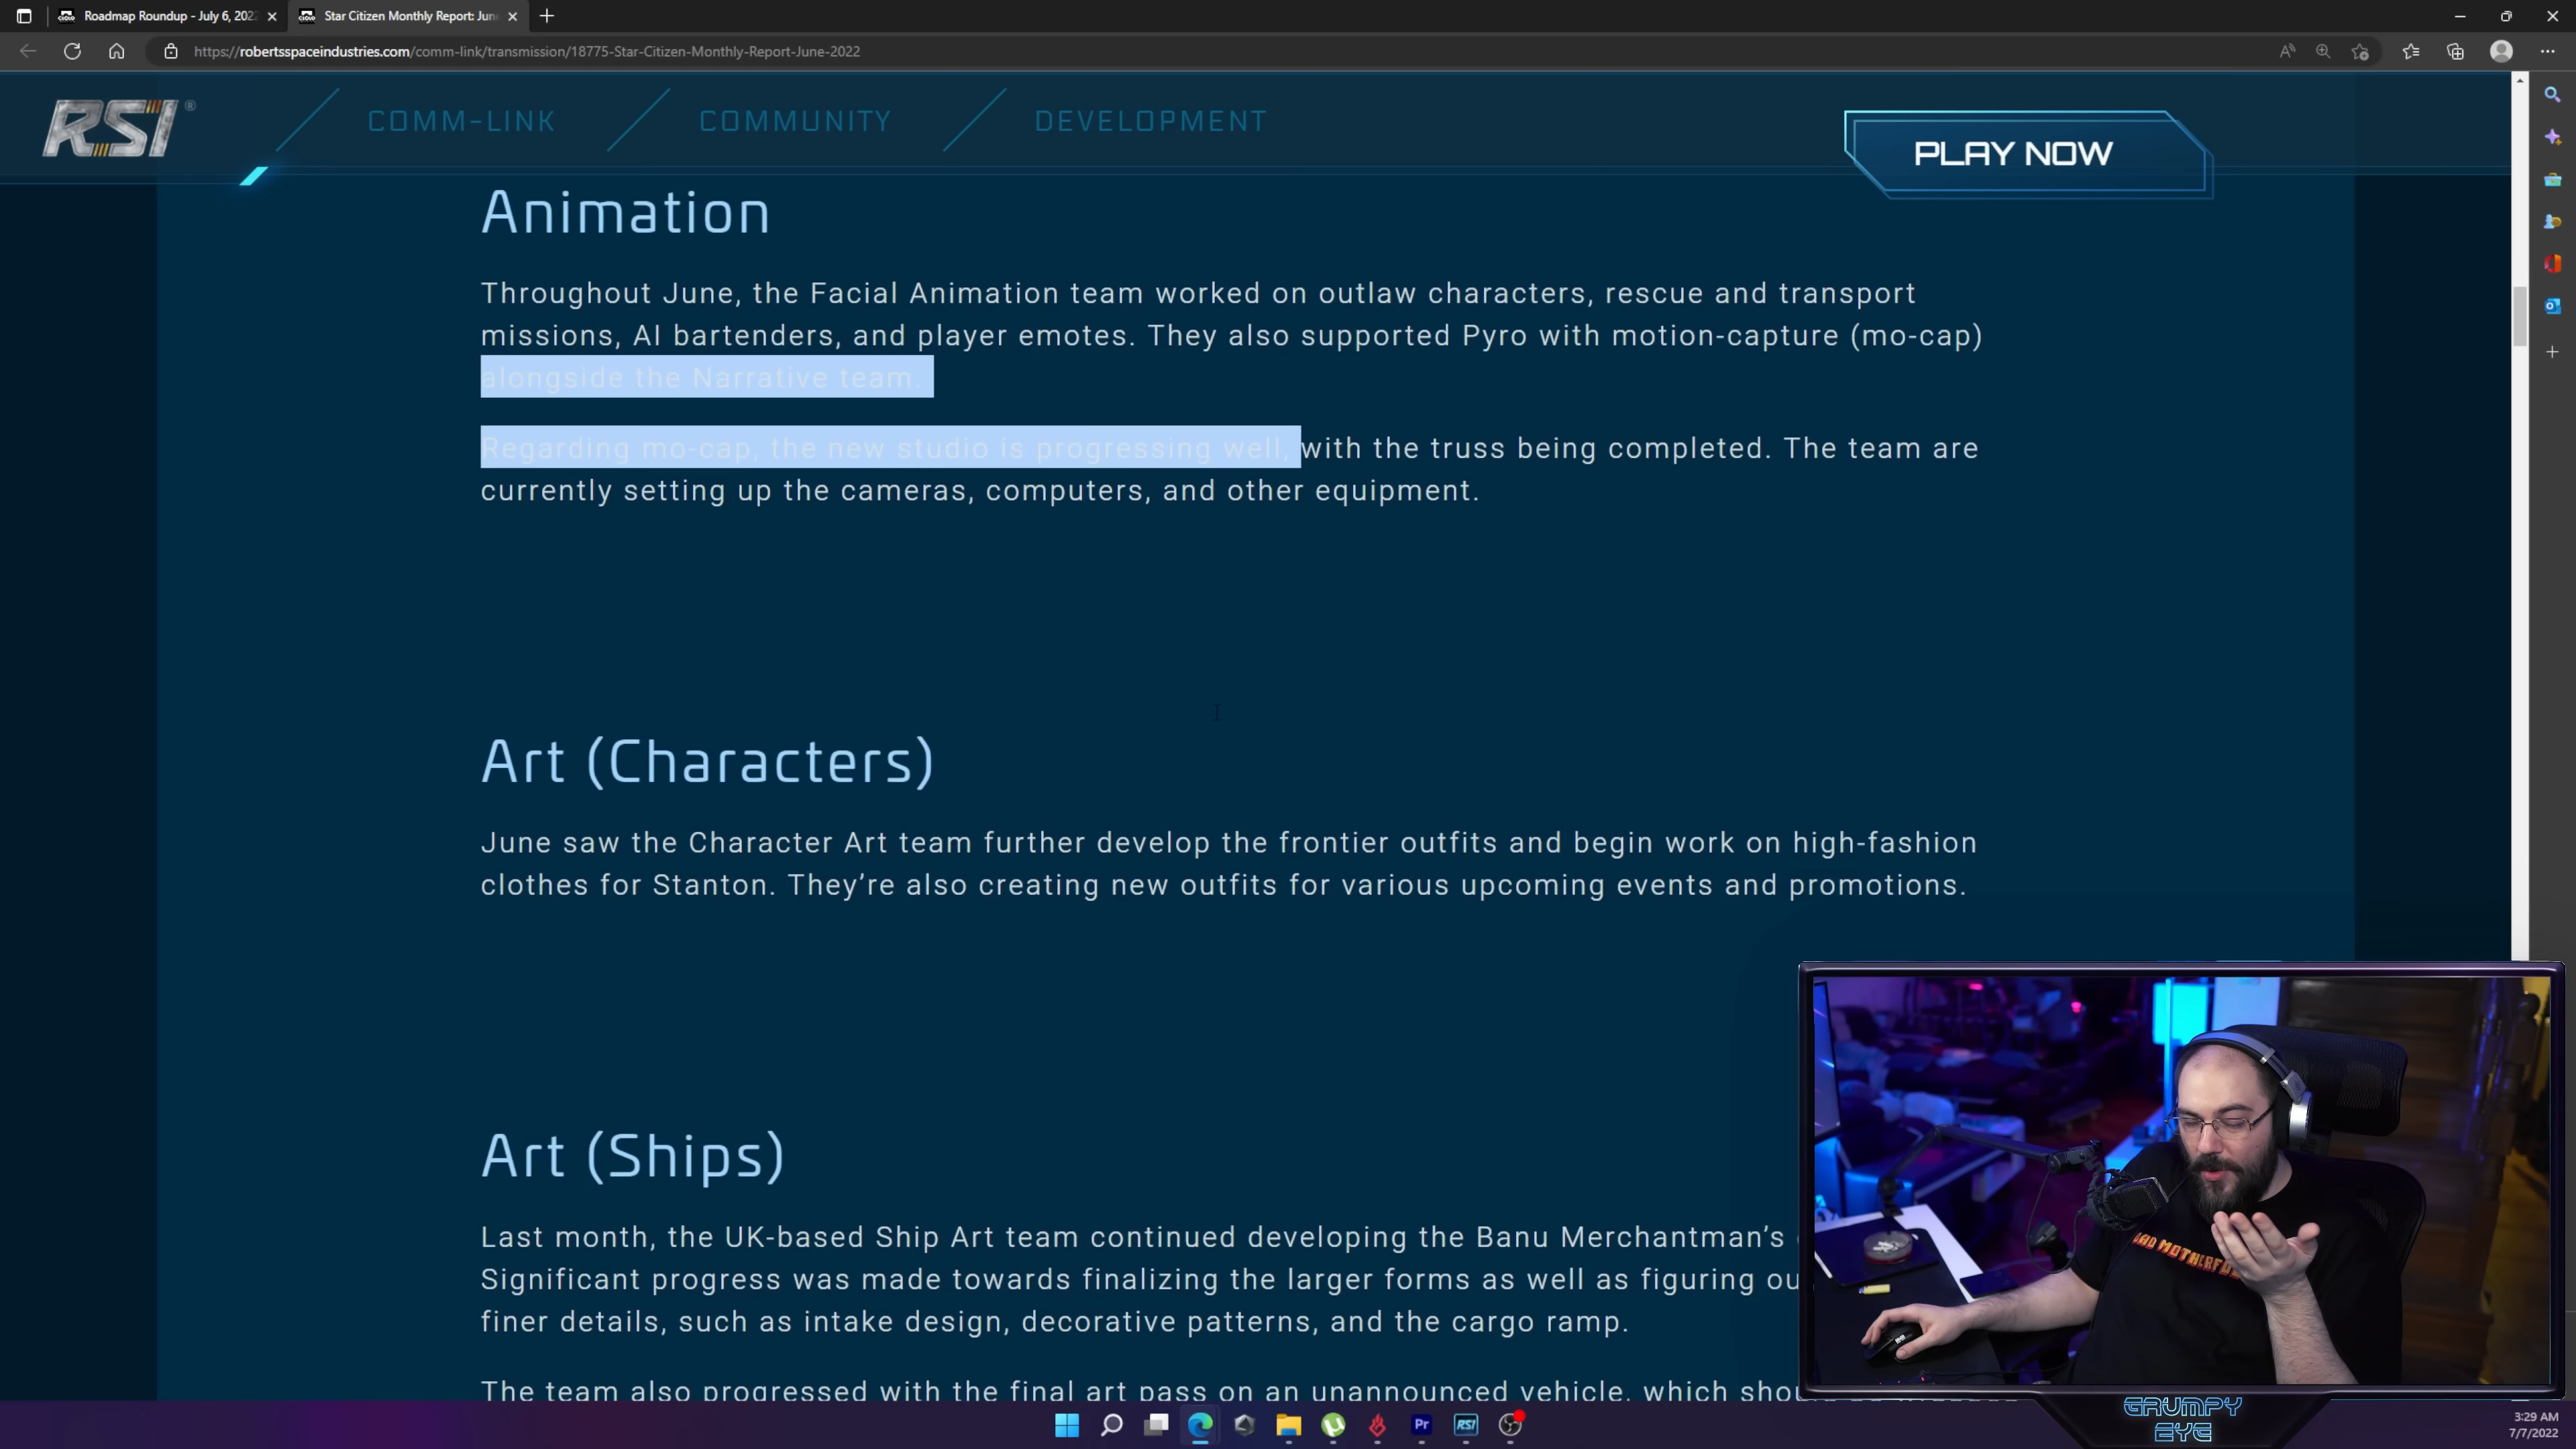 Roadmap Roundup - July 6, 202
Star Citizen Monthly Report: Jun
https://robertsspaceindustries.com/comm-link/transmission/18775-Star-Citizen-Monthly-Report-June-2022
RSI ®
COMM-LINK
COMMUNITY
DEVELOPMENT
PLAY NOW
Animation
Throughout June, the Facial Animation team worked on outlaw characters, rescue and transport
missions, AI bartenders, and player emotes. They also supported Pyro with motion-capture (mo-cap)
alongside the Narrative team.
Regarding mo-cap, the new studio is progressing well, with the truss being completed. The team are
currently setting up the cameras, computers, and other equipment.
Art (Characters)
June saw the Character Art team further develop the frontier outfits and begin work on high-fashion
clothes for Stanton. They’re also creating new outfits for various upcoming events and promotions.
Art (Ships)
Last month, the UK-based Ship Art team continued developing the Banu Merchantman’s
Significant progress was made towards finalizing the larger forms as well as figuring ou
finer details, such as intake design, decorative patterns, and the cargo ramp.
The team also progressed with the final art pass on an unannounced vehicle, which shou
BAD MOTHERFU
GRUMPY
EYE
Pr
RSI
3:29 AM
7/7/2022